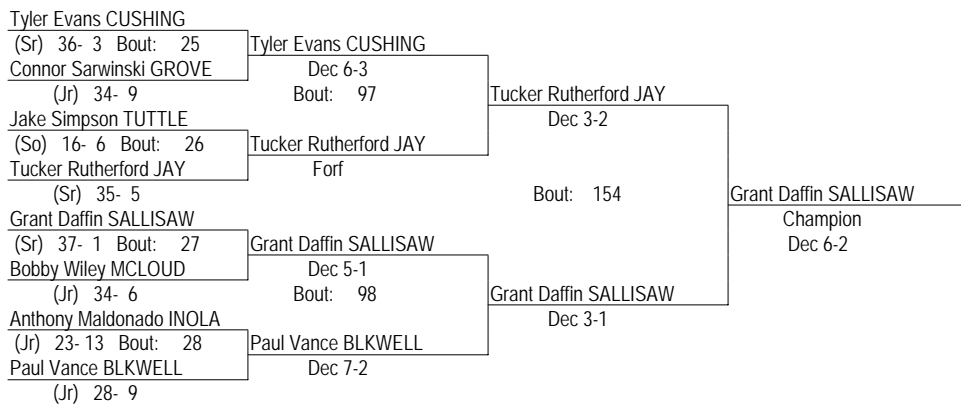 Tyler Evans CUSHING
(Sr) 36- 3 Bout: 25
Connor Sarwinski GROVE
(Jr) 34- 9
Jake Simpson TUTTLE
(So) 16- 6 Bout: 26
Tucker Rutherford JAY
(Sr) 35- 5
Grant Daffin SALLISAW
(Sr) 37- 1 Bout: 27
Bobby Wiley MCLOUD
(Jr) 34- 6
Anthony Maldonado INOLA
(Jr) 23- 13 Bout: 28
Paul Vance BLKWELL
(Jr) 28- 9
Tyler Evans CUSHING
Dec 6-3
Bout: 97
Tucker Rutherford JAY
Forf
Grant Daffin SALLISAW
Dec 5-1
Bout: 98
Paul Vance BLKWELL
Dec 7-2
Tucker Rutherford JAY
Dec 3-2
Bout: 154
Grant Daffin SALLISAW
Dec 3-1
Grant Daffin SALLISAW
Champion
Dec 6-2